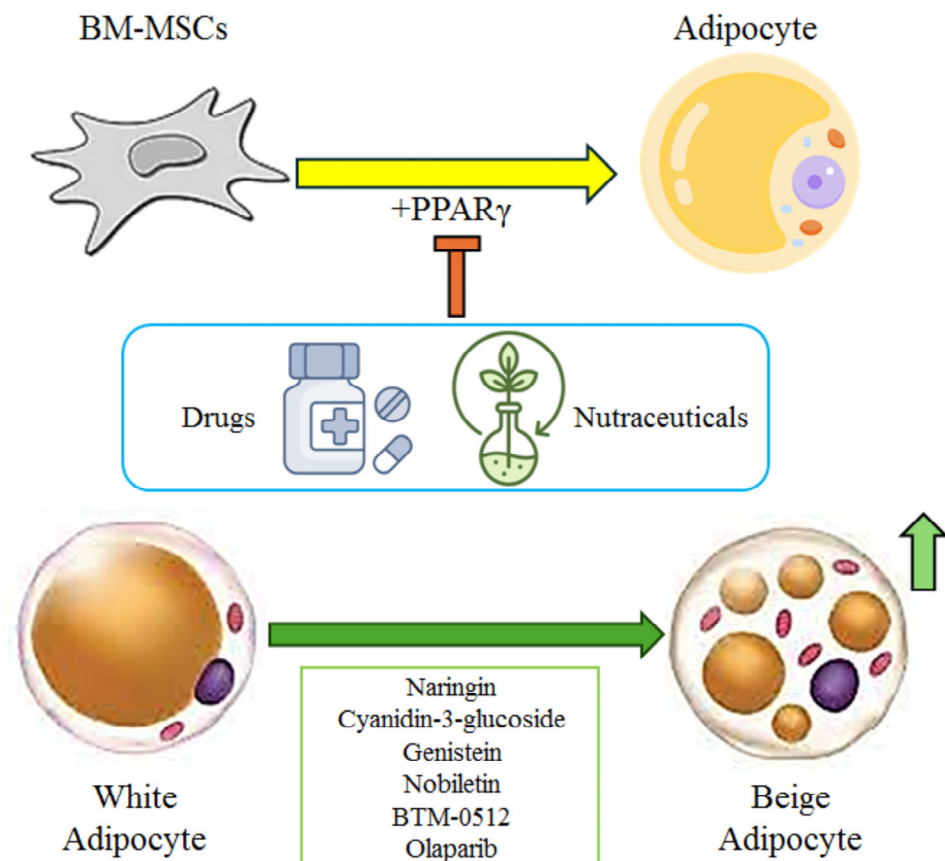 BM-MSCs
Adipocyte
+PPARγ
Drugs
Nutraceuticals
Naringin
Cyanidin-3-glucoside
Genistein
Nobiletin
BTM-0512
Olaparib
White
Adipocyte
Beige
Adipocyte